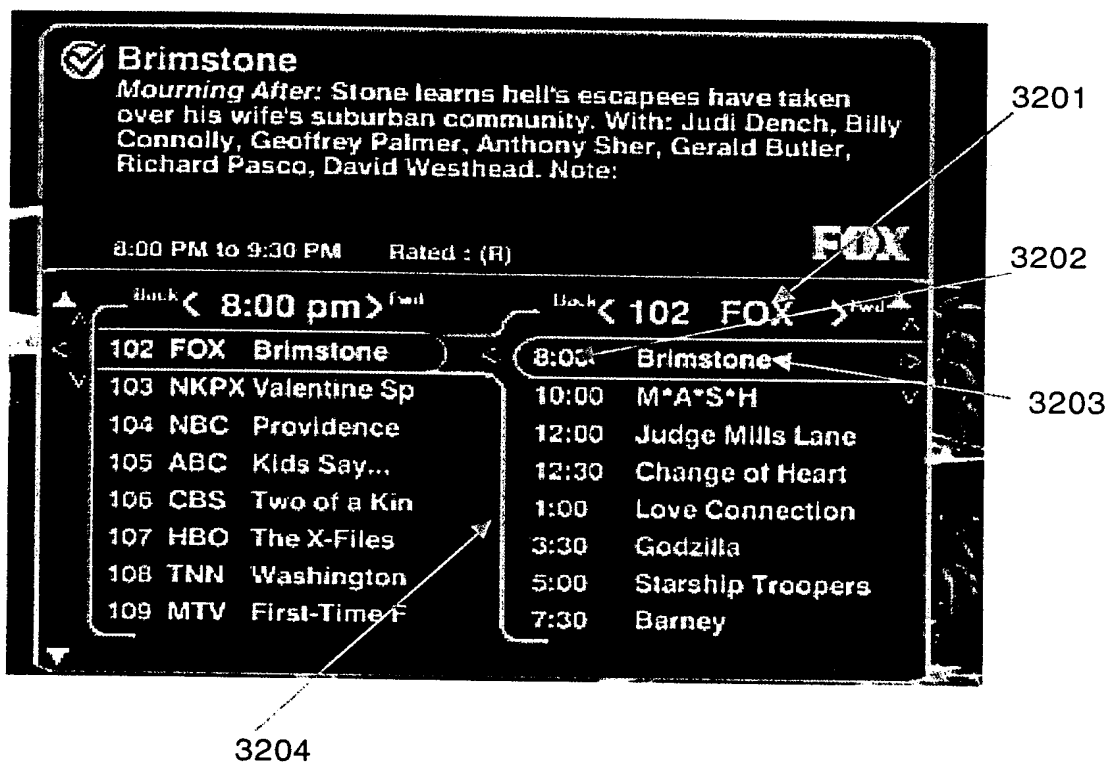 Brimstone
Mourning After: Stone learns hell's escapees have taken
over his wife's suburban community. With: Judi Dench, Billy
Connolly, Geoffrey Palmer, Anthony Sher, Gerald Butler,
Richard Pasco, David Westhead. Note:
8:00 PM to 9:30 PM Rated : (R)
FOX
Back < 8:00 pm > Fwd
102 FOX Brimstone
103 NKPX Valentine Sp
104 NBC Providence
105 ABC Kids Say...
106 CBS Two of a Kin
107 HBO The X-Files
108 TNN Washington
109 MTV First-Time F
Back < 102 FOX > Fwd
8:00 Brimstone
10:00 M*A*S*H
12:00 Judge Mills Lane
12:30 Change of Heart
1:00 Love Connection
3:30 Godzilla
5:00 Starship Troopers
7:30 Barney
3201
3202
3203
3204